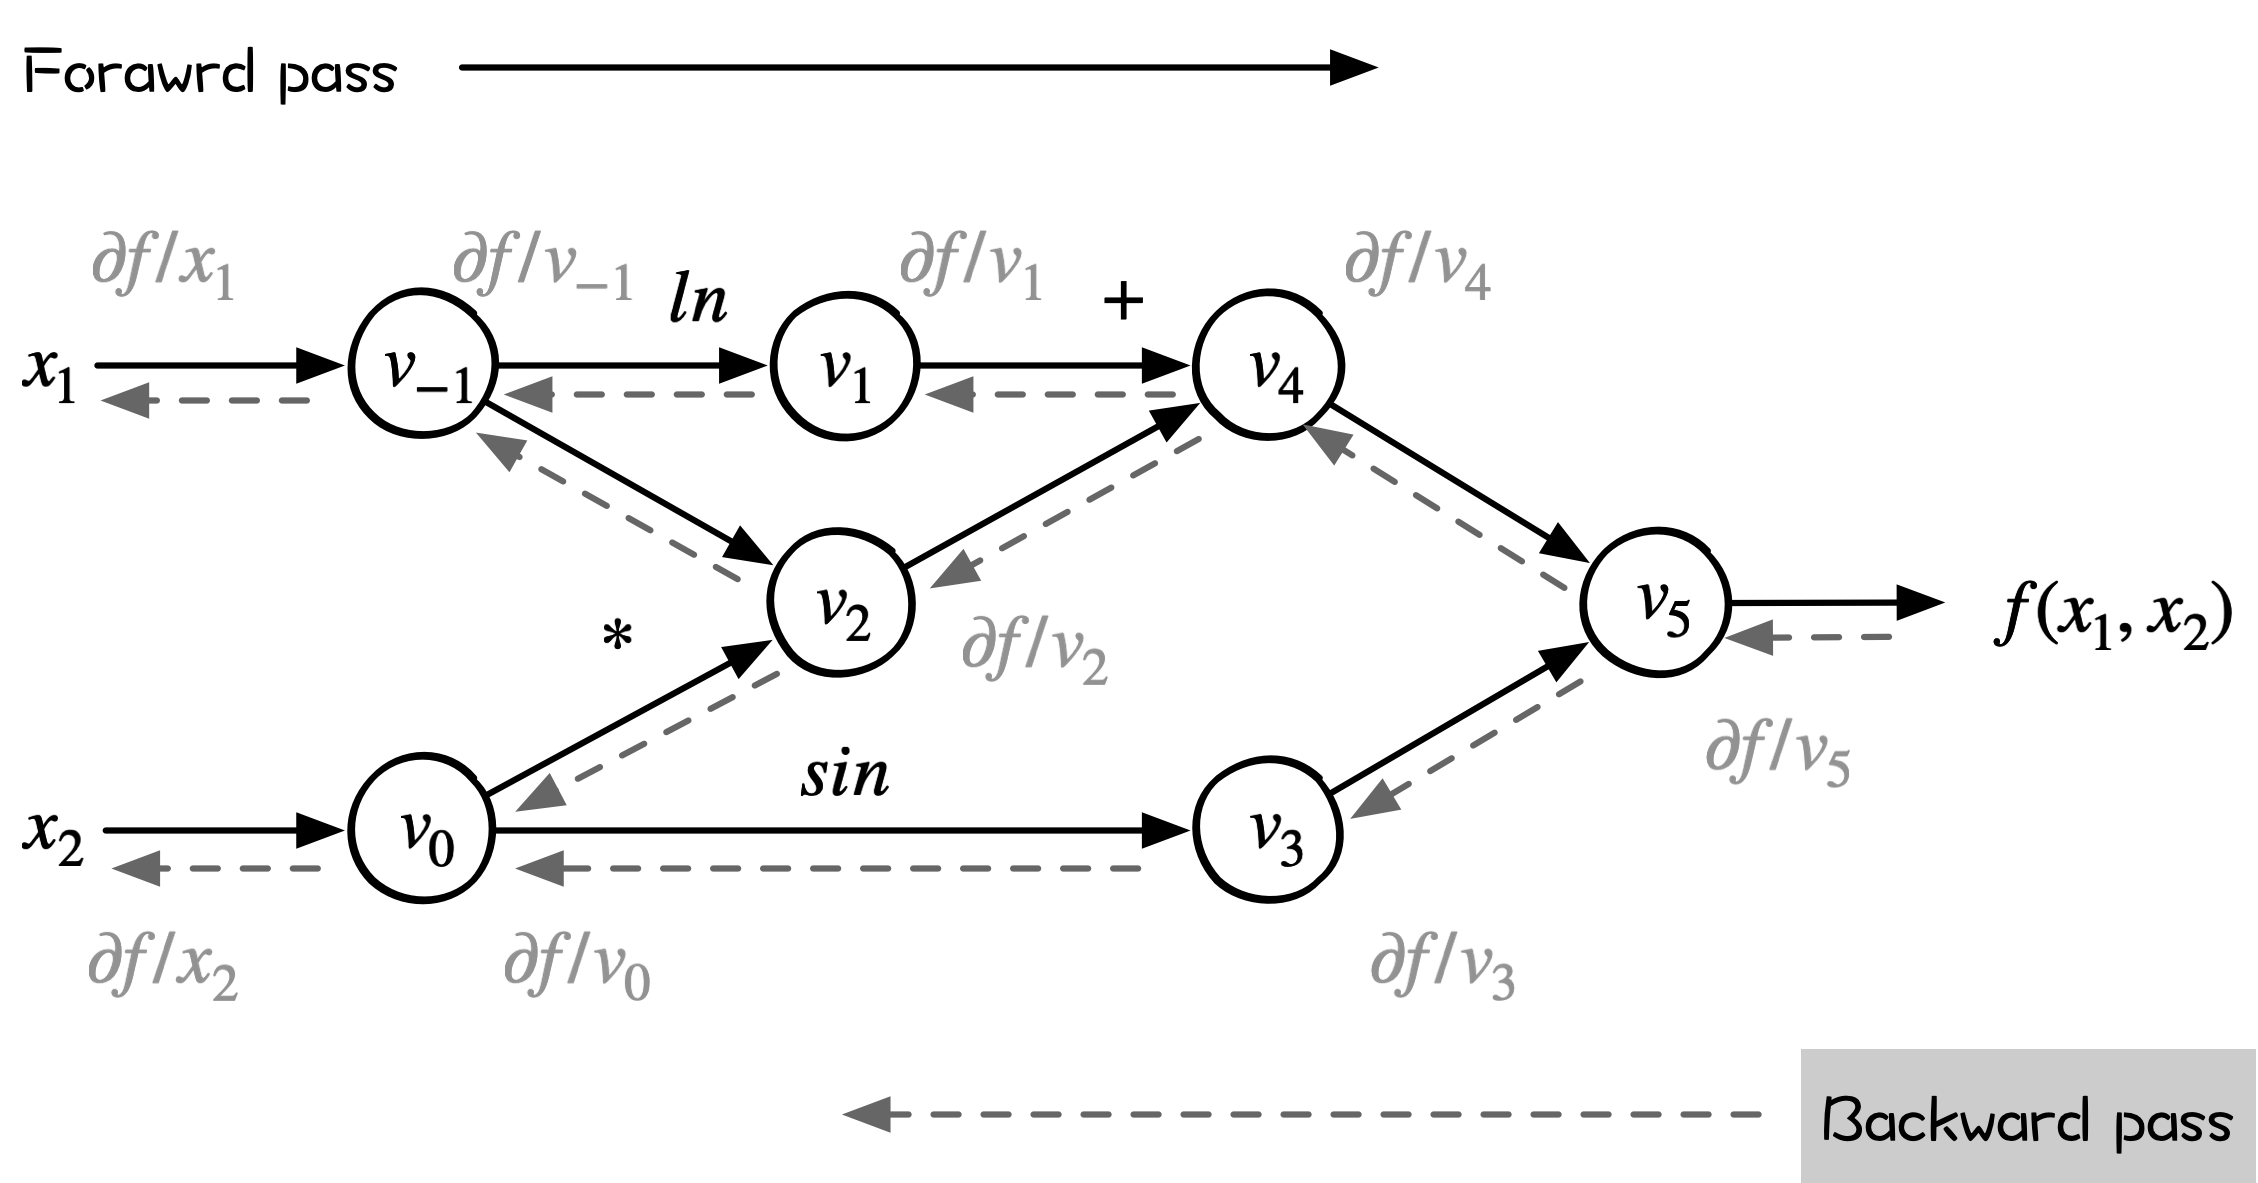 Forawrd pass
∂f/x₁
∂f/v₋₁
∂f/v₁
∂f/v₄
ln
+
x₁
v₋₁
v₁
v₄
*
v₂
∂f/v₂
v₅
f(x₁, x₂)
∂f/v₅
sin
x₂
v₀
v₃
∂f/x₂
∂f/v₀
∂f/v₃
Backward pass